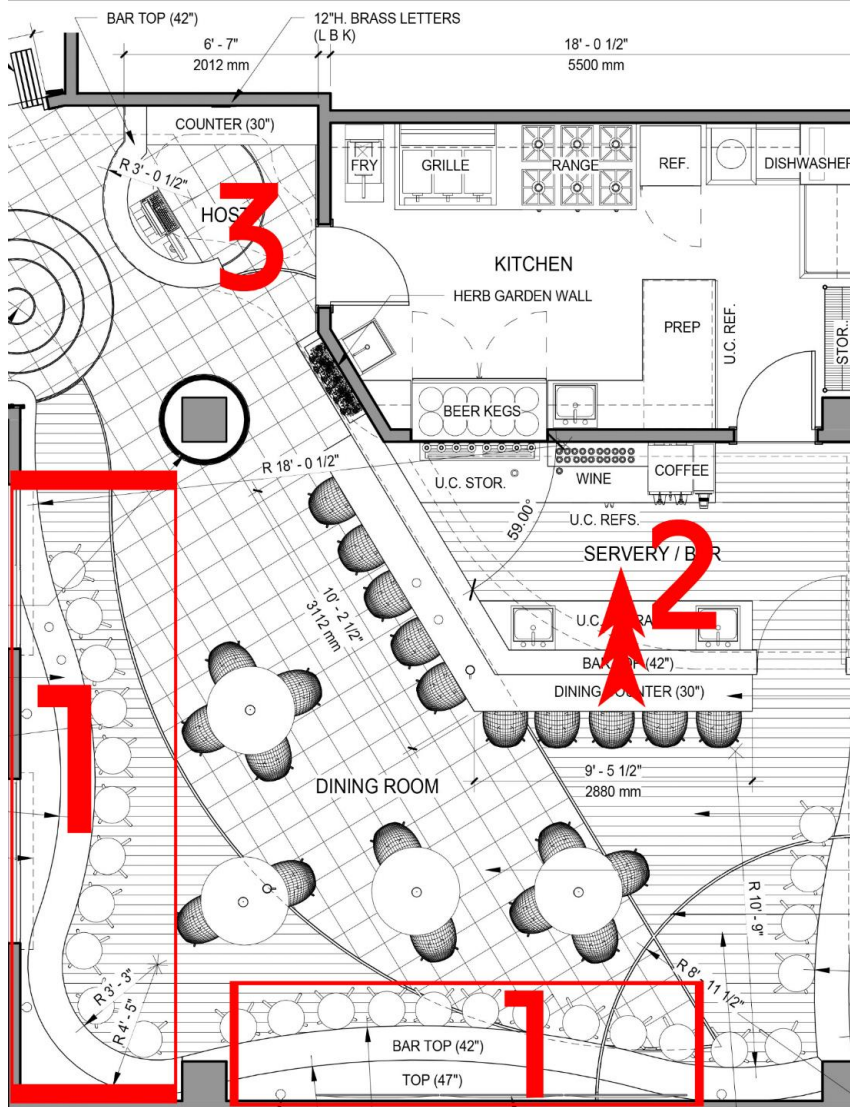 BAR TOP (42")
12"H. BRASS LETTERS
(L B K)
6' - 7"
2012 mm
18' - 0 1/2"
5500 mm
COUNTER (30")
R 3' - 0 1/2"
3
FRY
GRILLE
RANGE
REF.
DISHWASHER
KITCHEN
HERB GARDEN WALL
PREP
U.C. REF.
STOR..
BEER KEGS
R 18' - 0 1/2"
U.C. STOR.
WINE
COFFEE
U.C. REFS.
59.00°
SERVERY /
2
10' - 2 1/2"
3112 mm
U.C.
BAR TOP (42")
DINING COUNTER (30")
1
DINING ROOM
9' - 5 1/2"
2880 mm
R 10' - 9"
R 8' - 11 1/2"
R 3' - 3"
R 4' - 5"
1
BAR TOP (42")
TOP (47")